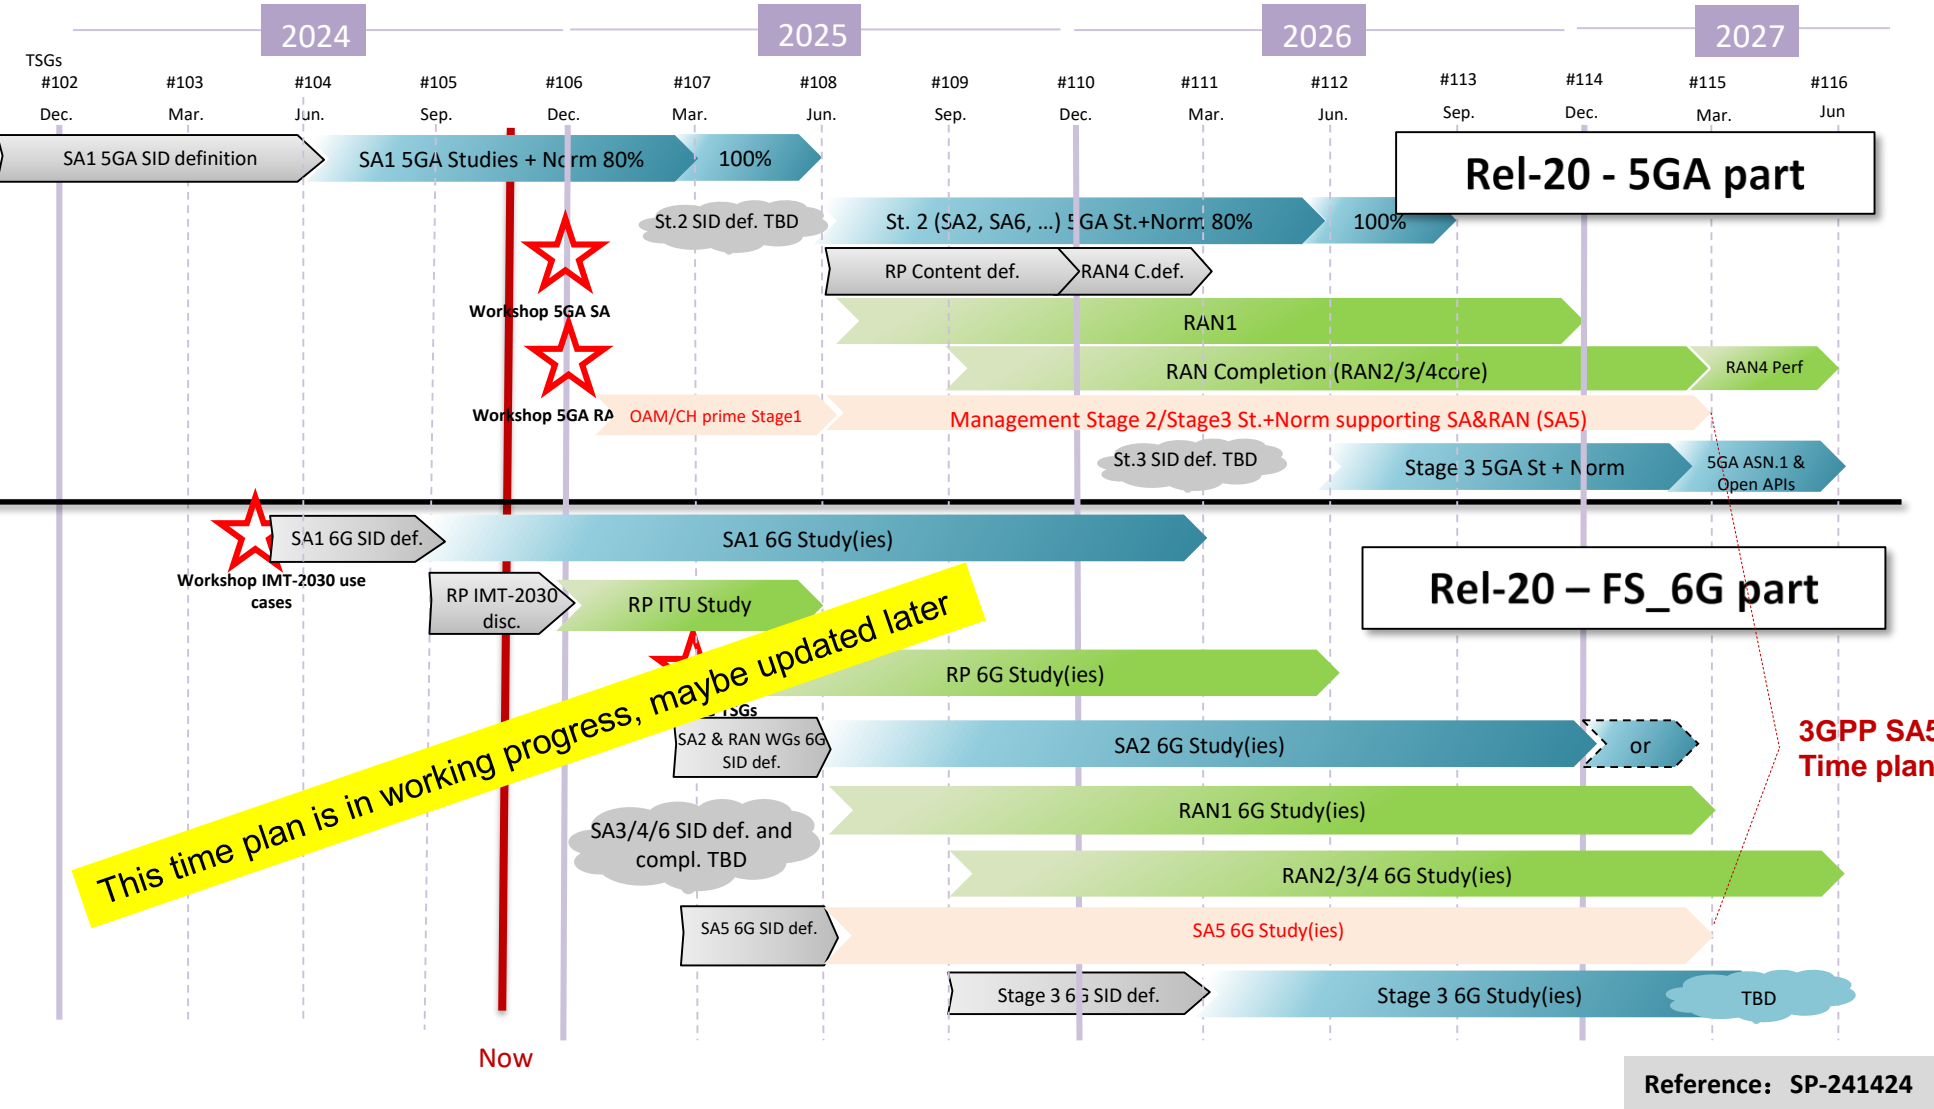 2024
2025
2026
2027
TSGs
#102 #103 #104 #105 #106 #107 #108 #109 #110 #111 #112 #113 #114 #115 #116
Dec. Mar. Jun. Sep. Dec. Mar. Jun. Sep. Dec. Mar. Jun. Sep. Dec. Mar. Jun
SA1 5GA SID definition
SA1 5GA Studies + Norm 80%
100%
Rel-20 - 5GA part
St.2 SID def. TBD
St. 2 (SA2, SA6, ...) 5GA St.+Norm 80%
100%
RP Content def.
RAN4 C.def.
Workshop 5GA SA
RAN1
RAN Completion (RAN2/3/4core)
RAN4 Perf
Workshop 5GA RA
OAM/CH prime Stage1
Management Stage 2/Stage3 St.+Norm supporting SA&RAN (SA5)
St.3 SID def. TBD
Stage 3 5GA St + Norm
5GA ASN.1 &
Open APIs
SA1 6G SID def.
SA1 6G Study(ies)
Workshop IMT-2030 use
cases
Rel-20 – FS_6G part
RP IMT-2030
disc.
RP ITU Study
RP 6G Study(ies)
TSGs
SA2 & RAN WGs 6G
SID def.
SA2 6G Study(ies)
or
3GPP SA5
Time plan
This time plan is in working progress, maybe updated later
RAN1 6G Study(ies)
SA3/4/6 SID def. and
compl. TBD
RAN2/3/4 6G Study(ies)
SA5 6G SID def.
SA5 6G Study(ies)
Stage 3 6G SID def.
Stage 3 6G Study(ies)
TBD
Now
Reference: SP-241424